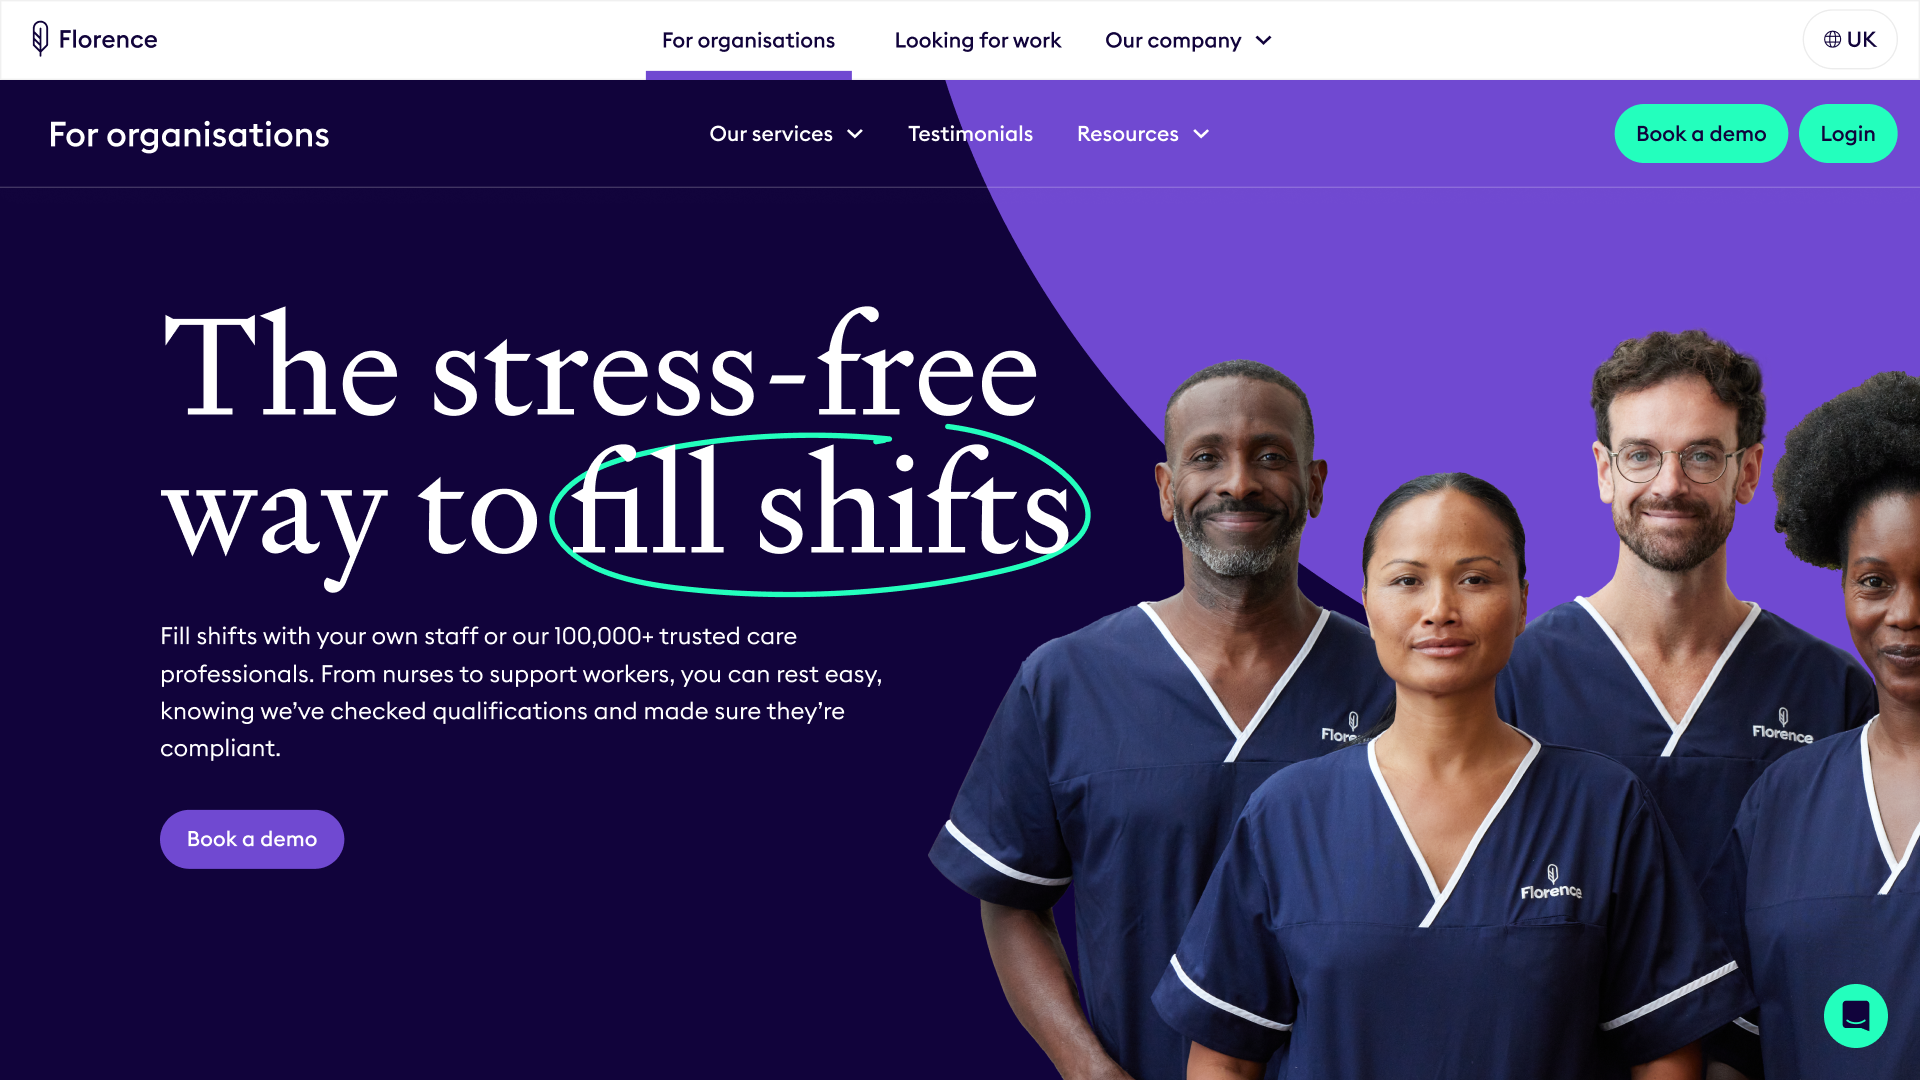 Florence
For organisations
Looking for work
Our company
UK
For organisations
Our services
Testimonials
Resources
Book a demo
Login
The stress-free
way to fill shifts
Fill shifts with your own staff or our 100,000+ trusted care
professionals. From nurses to support workers, you can rest easy,
knowing we’ve checked qualifications and made sure they’re
compliant.
Book a demo
Florence
Florence